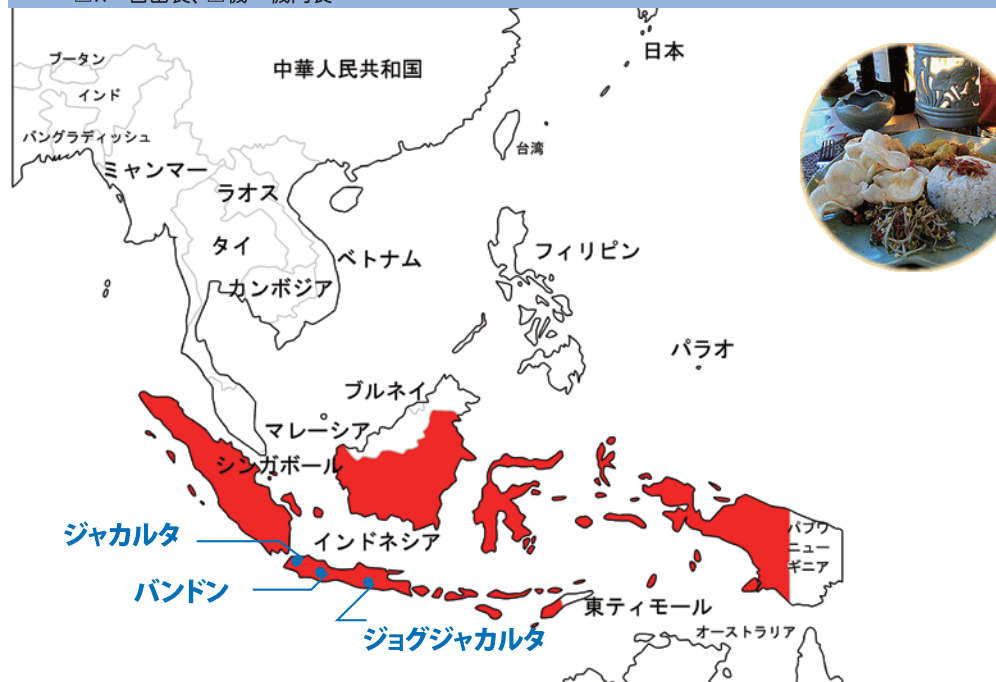 日本
ブータン
中華人民共和国
インド
バングラディッシュ
台湾
ミャンマー
ラオス
タイ
ベトナム
フィリピン
カンボジア
パラオ
ブルネイ
マレーシア
シンガポール
ジャカルタ
インドネシア
パプワ
ニュー
ギニア
バンドン
東ティモール
オーストラリア
ジョグジャカルタ